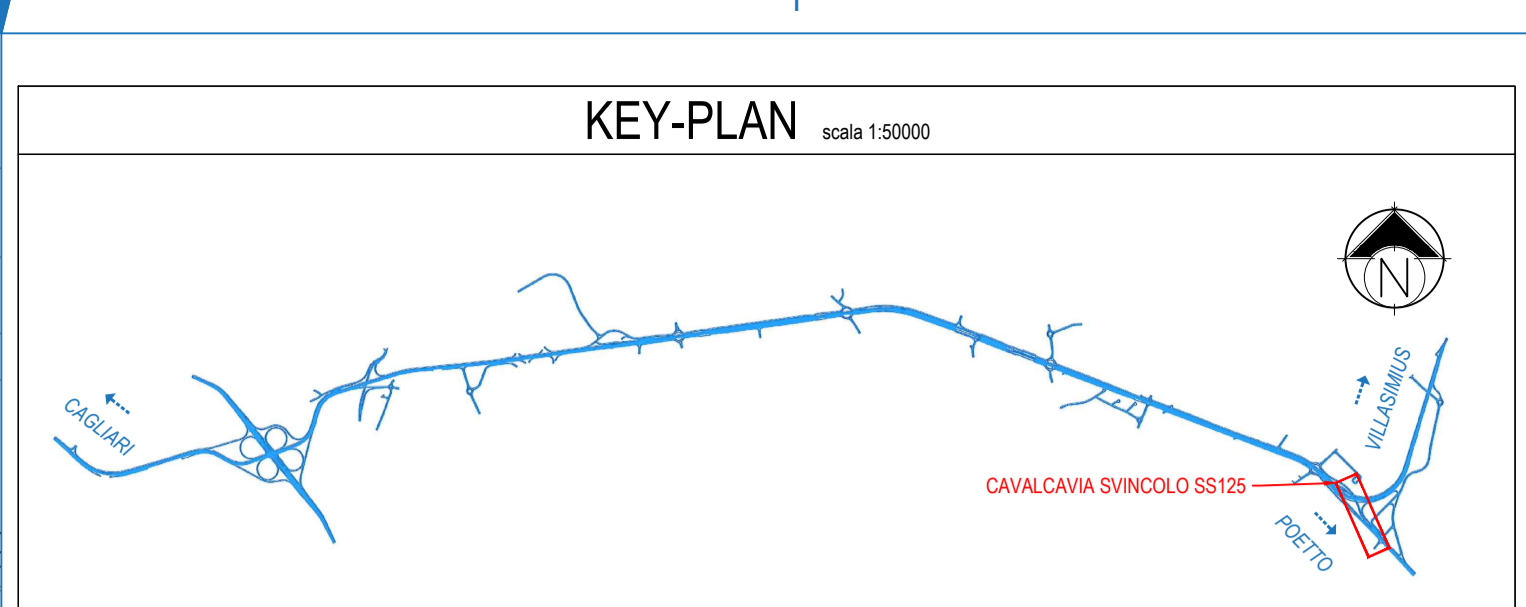 KEY-PLAN scala 1:50000
N
CAGLIARI
VILLASIMIUS
CAVALCAVIA SVINCOLO SS125
POETTO